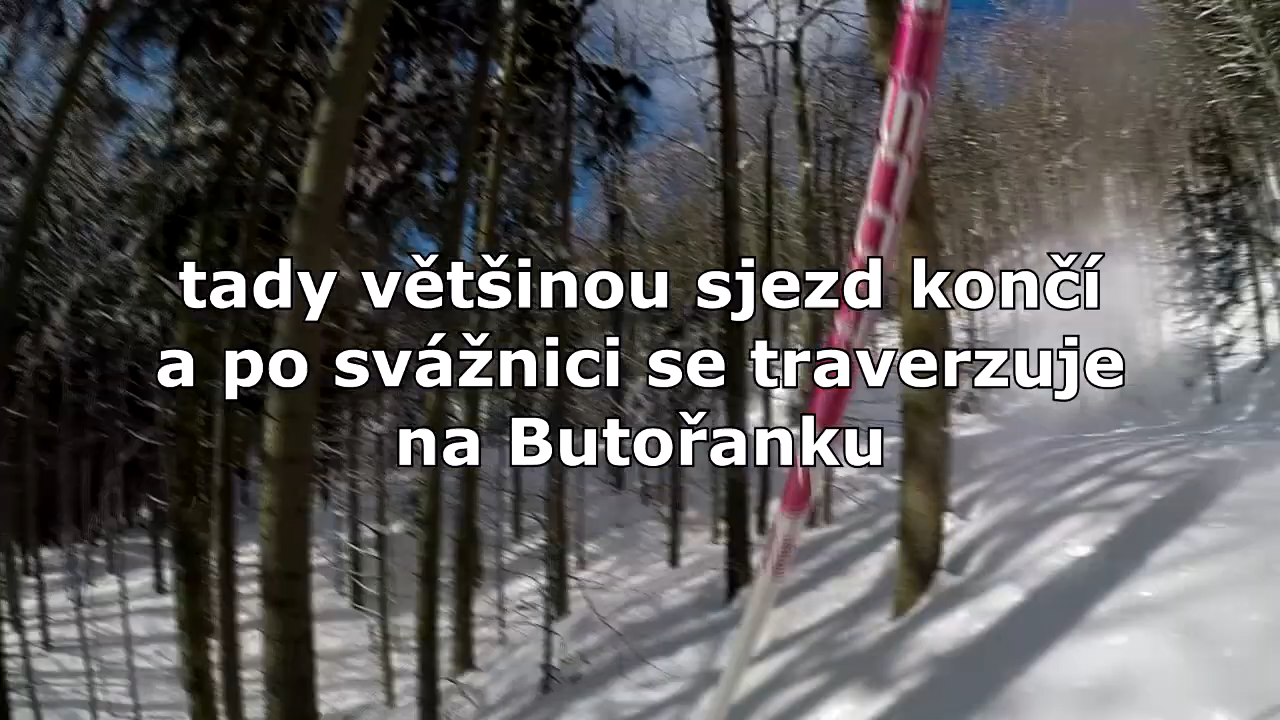 tady většinou sjezd končí
a po svážnici se traverzuje
na Butořanku